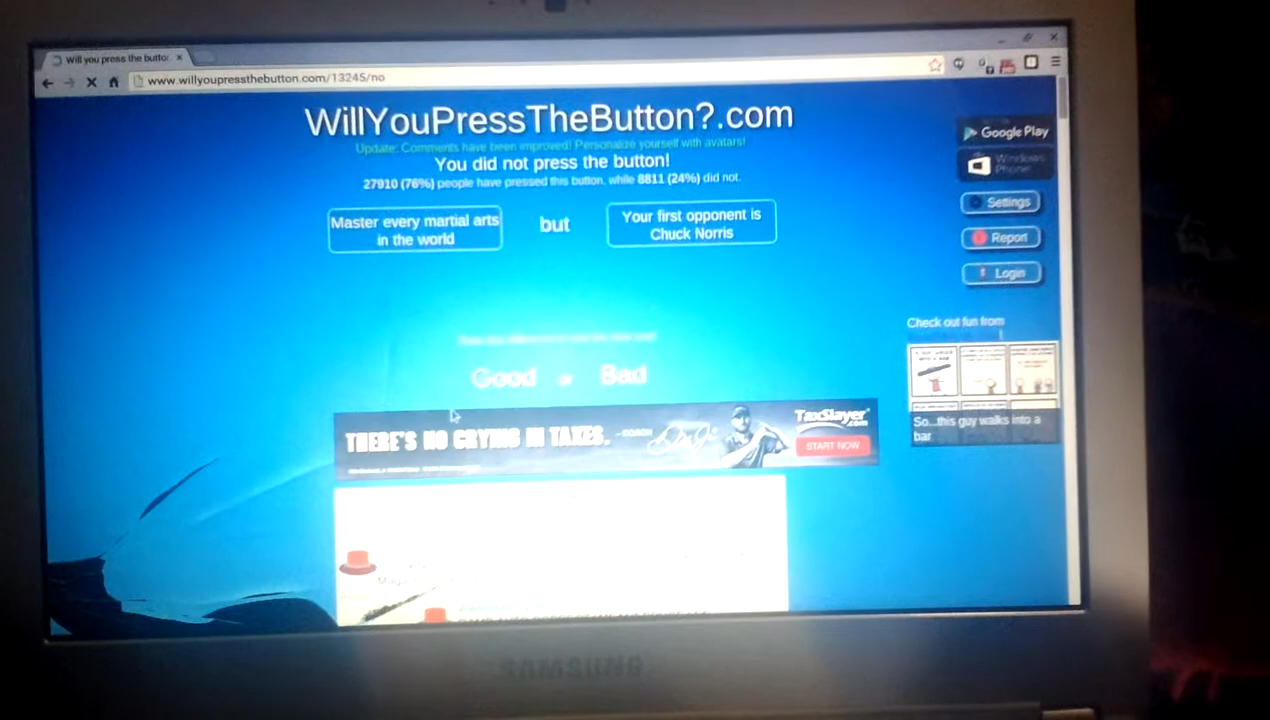 Will you press the button
www.willyoupressthebutton.com/13245/no
WillYouPressTheButton?.com
Update: Comments have been improved! Personalize yourself with avatars!
You did not press the button!
27910 (76%) people have pressed this button, while 8811 (24%) did not.
Master every martial arts
in the world
but
Your first opponent is
Chuck Norris
Google Play
Windows
Phone
Settings
Report
Login
Check out fun from
Good or Bad
So...this guy walks into a
bar
THERE'S NO CRYING IN TAXES.
TaxSlayer
.com
START NOW
SAMSUNG